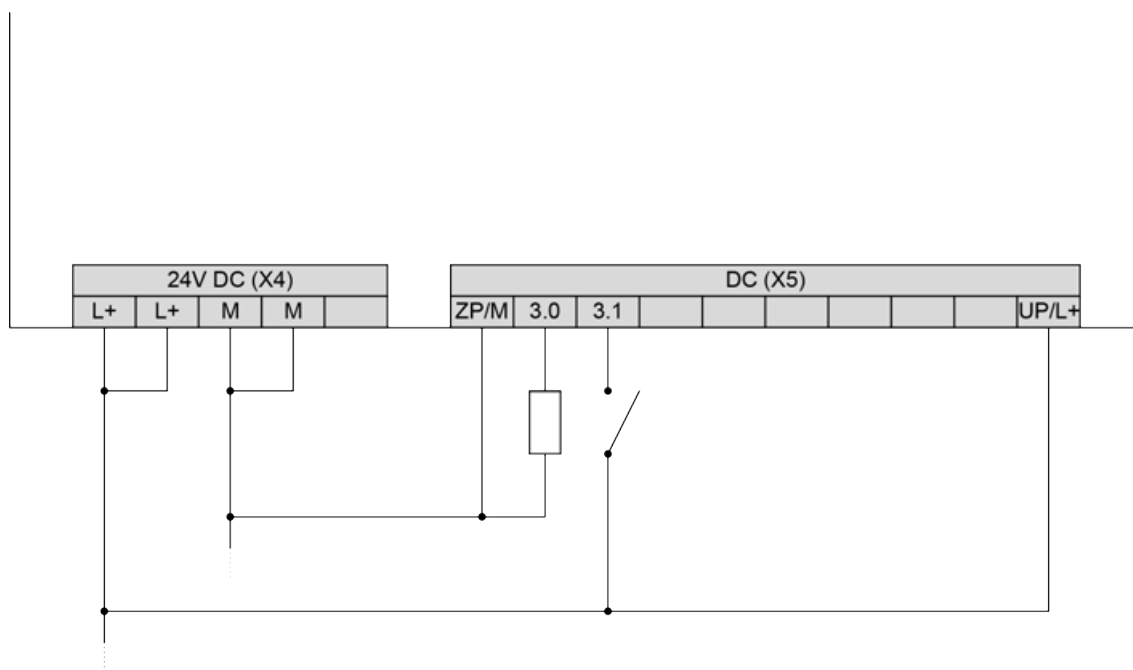 24V DC (X4) DC (X5)
L+ L+ M M ZP/M 3.0 3.1 UP/L+